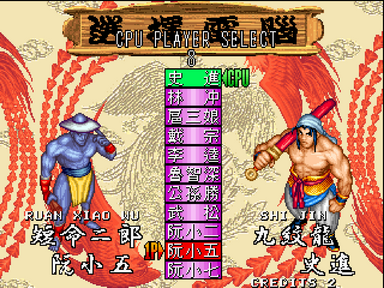 選擇電腦
CPU PLAYER SELECT
8
史進
CPU
林冲
扈三娘
戴宗
李逵
魯智深
公孫勝
武松
阮小二
1P
阮小五
阮小七
RUAN XIAO WU
短命二郎
阮小五
SHI JIN
九紋龍
史進
CREDITS 2